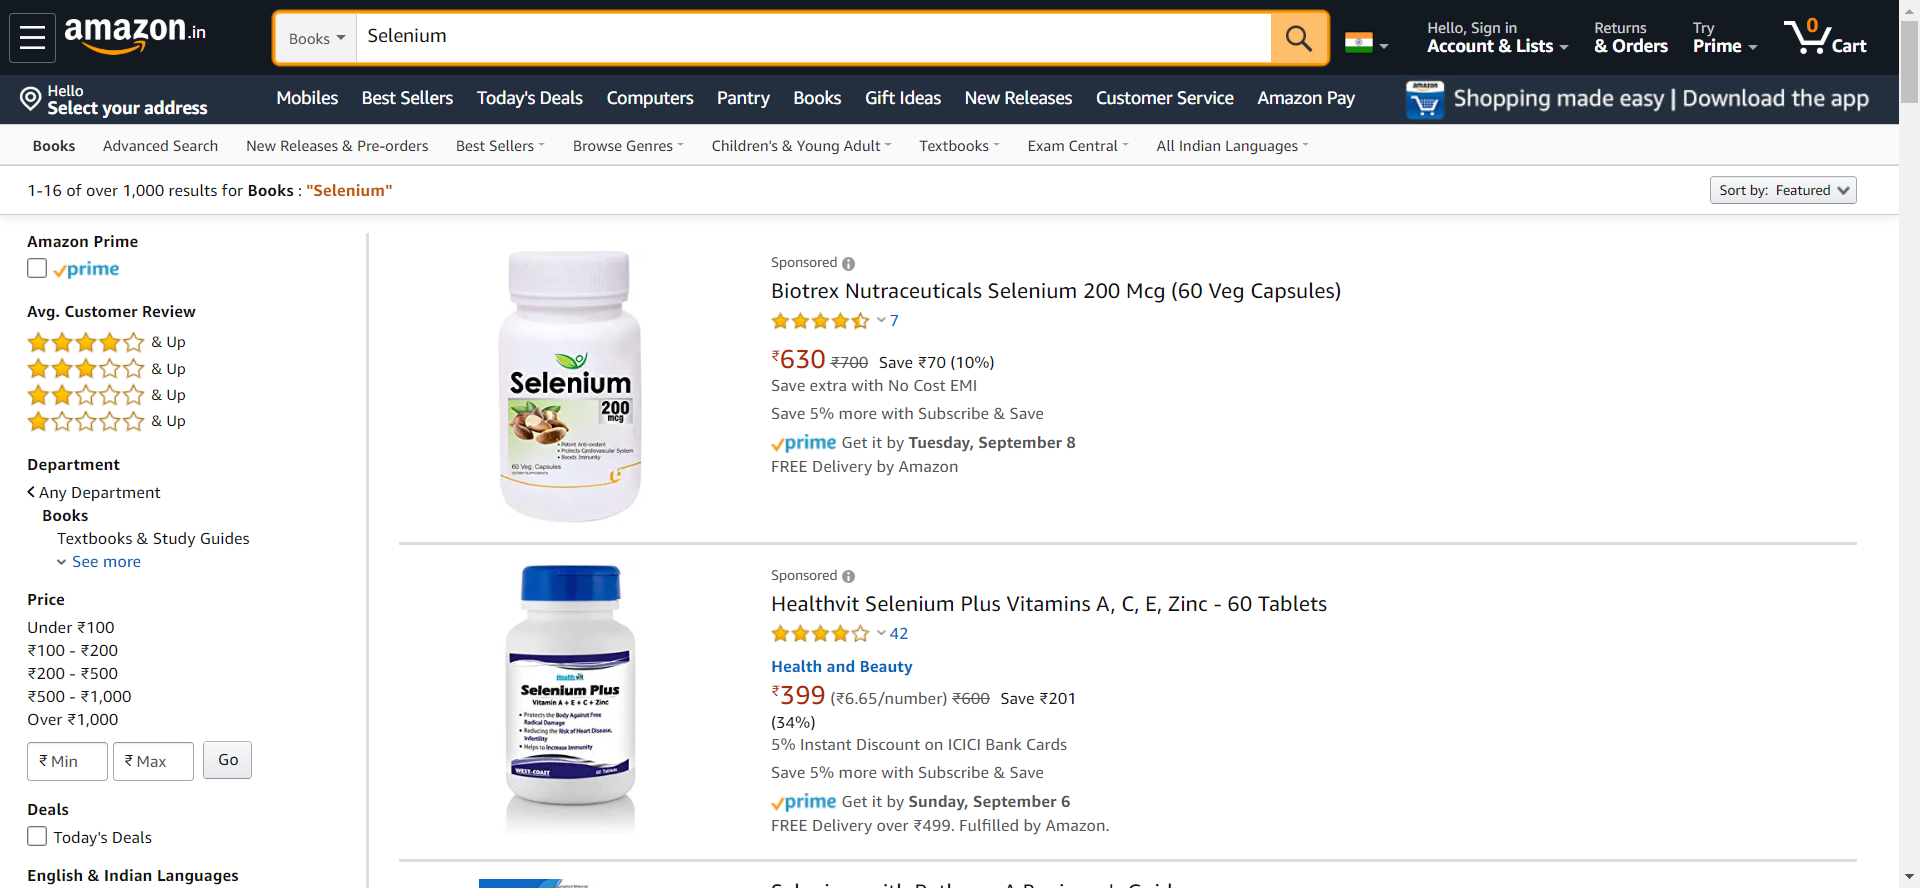 amazon.in
Books
Selenium
Hello, Sign in
Account & Lists
Returns
& Orders
Try
Prime
0
Cart
Hello
Select your address
Mobiles Best Sellers Today's Deals Computers Pantry Books Gift Ideas New Releases Customer Service Amazon Pay
amazon
Shopping made easy | Download the app
Books Advanced Search New Releases & Pre-orders Best Sellers Browse Genres Children's & Young Adult Textbooks Exam Central All Indian Languages
1-16 of over 1,000 results for Books : "Selenium"
Sort by: Featured
Amazon Prime
prime
Avg. Customer Review
& Up
& Up
& Up
& Up
Department
Any Department
Books
Textbooks & Study Guides
See more
Price
Under ₹100
₹100 - ₹200
₹200 - ₹500
₹500 - ₹1,000
Over ₹1,000
₹ Min
₹ Max
Go
Deals
Today's Deals
English & Indian Languages
Selenium
200
mcg
• Potent Anti-oxidant
• Protects Cardiovascular System
• Boosts Immunity
60 Veg. Capsules
Sponsored
Biotrex Nutraceuticals Selenium 200 Mcg (60 Veg Capsules)
7
₹630 ₹700 Save ₹70 (10%)
Save extra with No Cost EMI
Save 5% more with Subscribe & Save
prime Get it by Tuesday, September 8
FREE Delivery by Amazon
HealthVit
Selenium Plus
Vitamin A + E + C + Zinc
• Protects the Body Against Free
Radical Damage
• Reducing the Risk of Heart Disease,
Infertility
• Helps to Increase Immunity
WEST-COAST
60 Tablets
Sponsored
Healthvit Selenium Plus Vitamins A, C, E, Zinc - 60 Tablets
42
Health and Beauty
₹399 (₹6.65/number) ₹600 Save ₹201
(34%)
5% Instant Discount on ICICI Bank Cards
Save 5% more with Subscribe & Save
prime Get it by Sunday, September 6
FREE Delivery over ₹499. Fulfilled by Amazon.